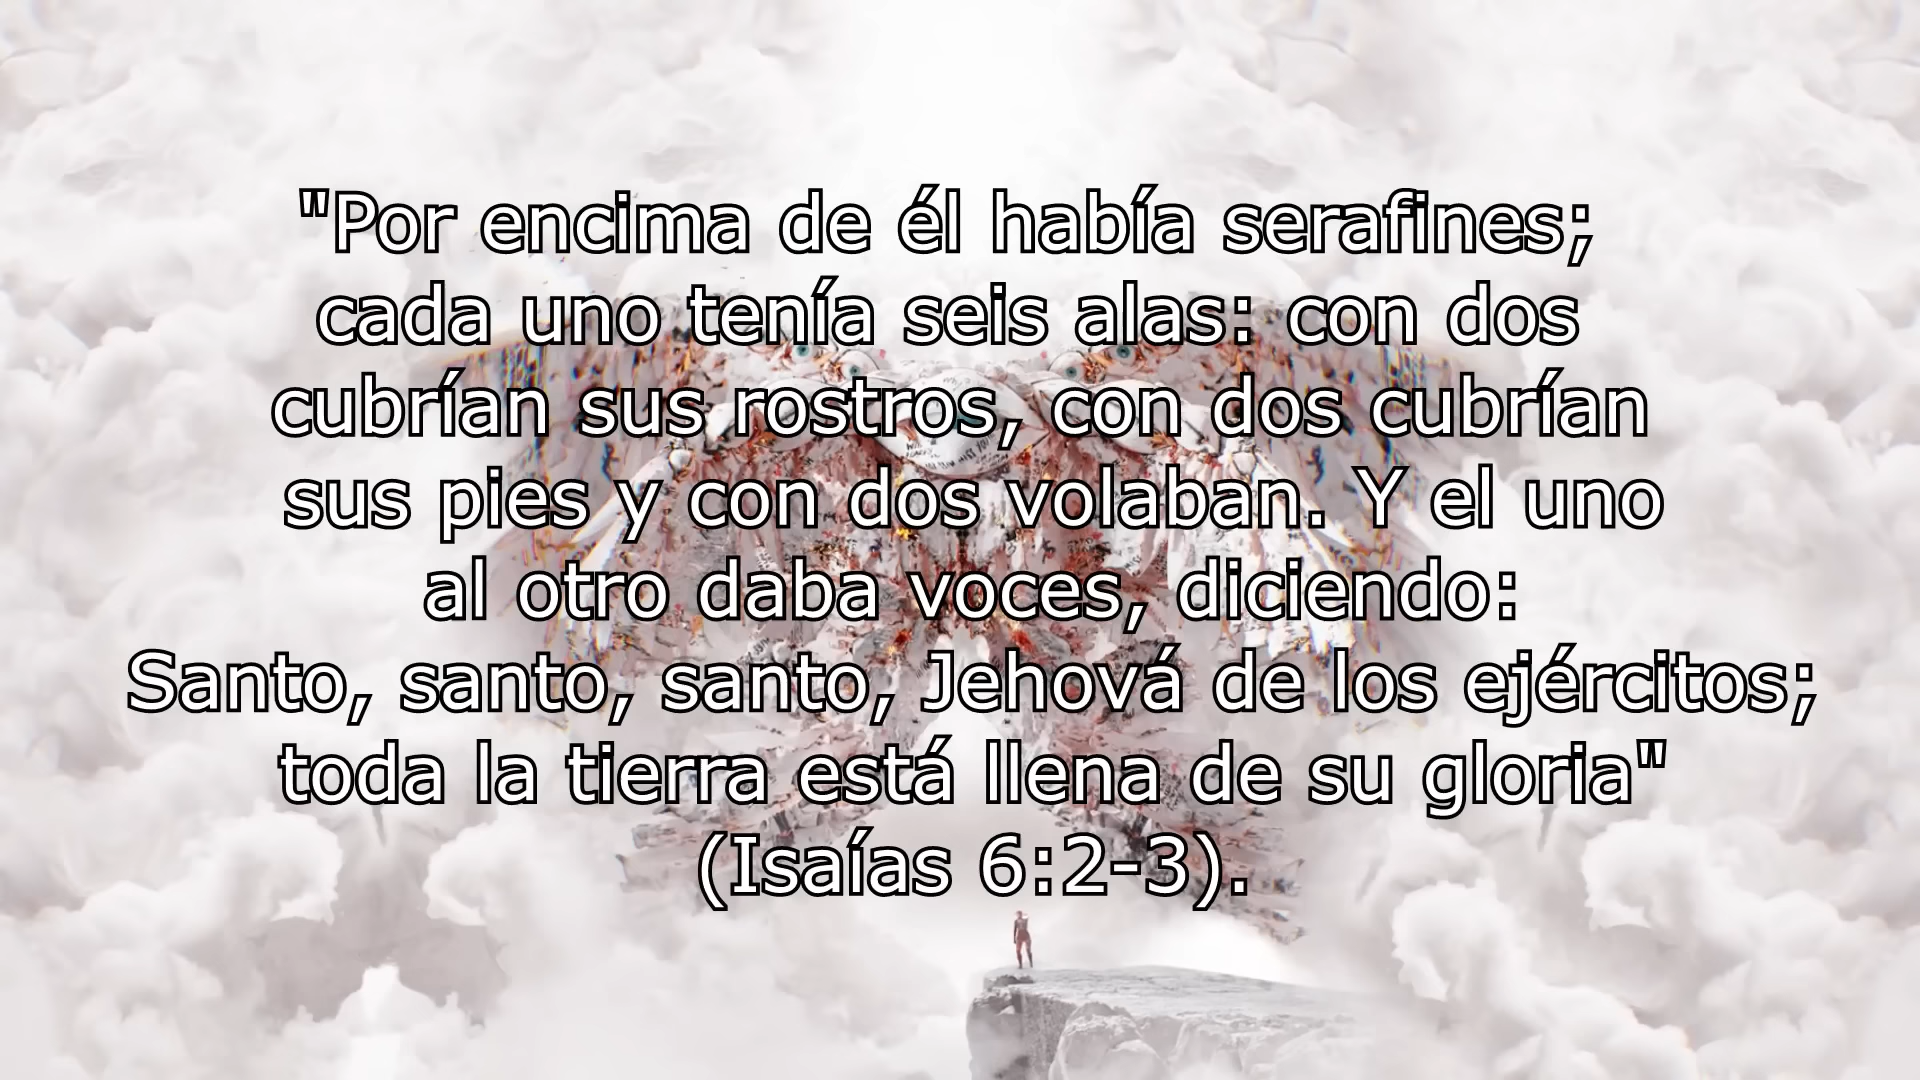 "Por encima de él había serafines;
cada uno tenía seis alas: con dos
cubrían sus rostros, con dos cubrían
sus pies y con dos volaban. Y el uno
al otro daba voces, diciendo:
Santo, santo, santo, Jehová de los ejércitos;
toda la tierra está llena de su gloria"
(Isaías 6:2-3).